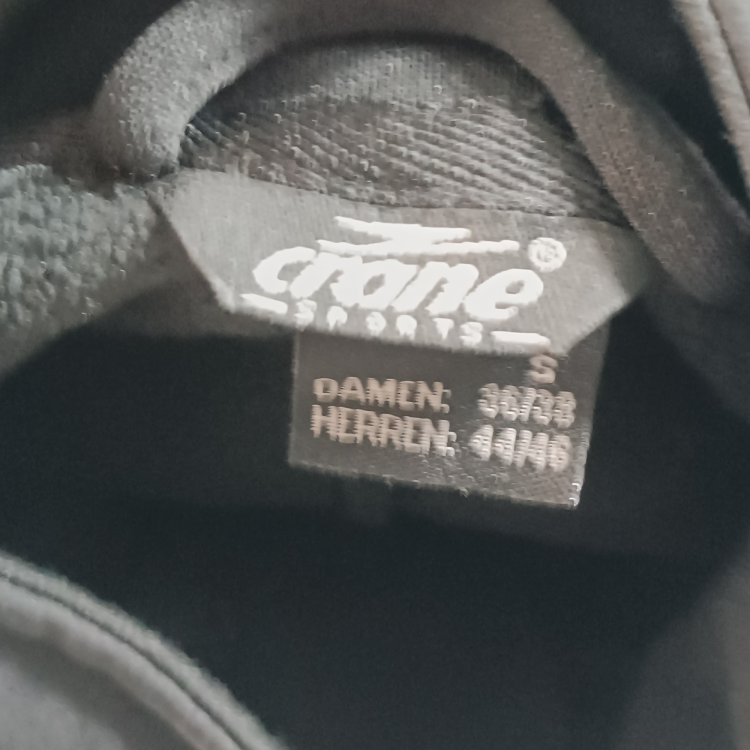 crane ®
SPORTS
S
DAMEN: 36/38
HERREN: 44/46